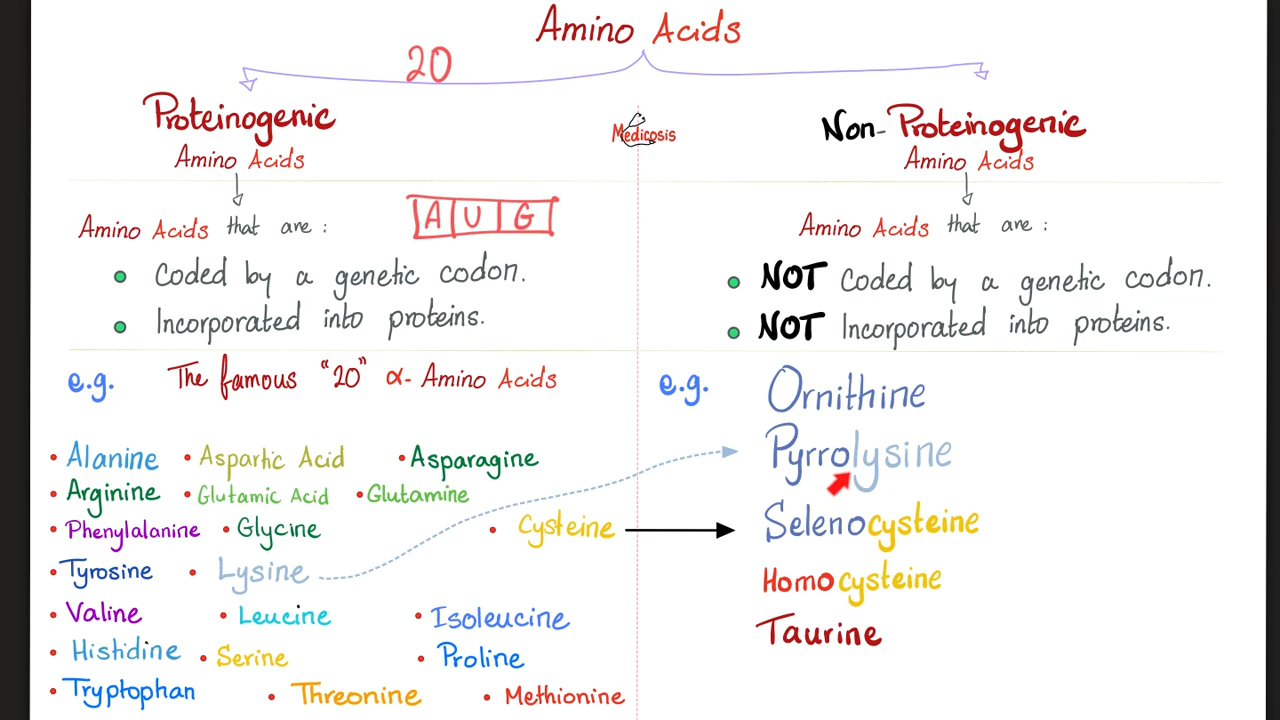 Amino Acids
20
Proteinogenic
Amino Acids
Medicosis
Non-Proteinogenic
Amino Acids
Amino Acids that are :
A U G
• Coded by a genetic codon.
• Incorporated into proteins.
Amino Acids that are :
• NOT Coded by a genetic codon.
• NOT Incorporated into proteins.
e.g. The famous "20" α- Amino Acids
• Alanine • Aspartic Acid • Asparagine
• Arginine • Glutamic Acid • Glutamine
• Phenylalanine • Glycine • Cysteine
• Tyrosine • Lysine
• Valine • Leucine • Isoleucine
• Histidine • Serine • Proline
• Tryptophan • Threonine • Methionine
e.g. Ornithine
Pyrrolysine
Selenocysteine
Homocysteine
Taurine